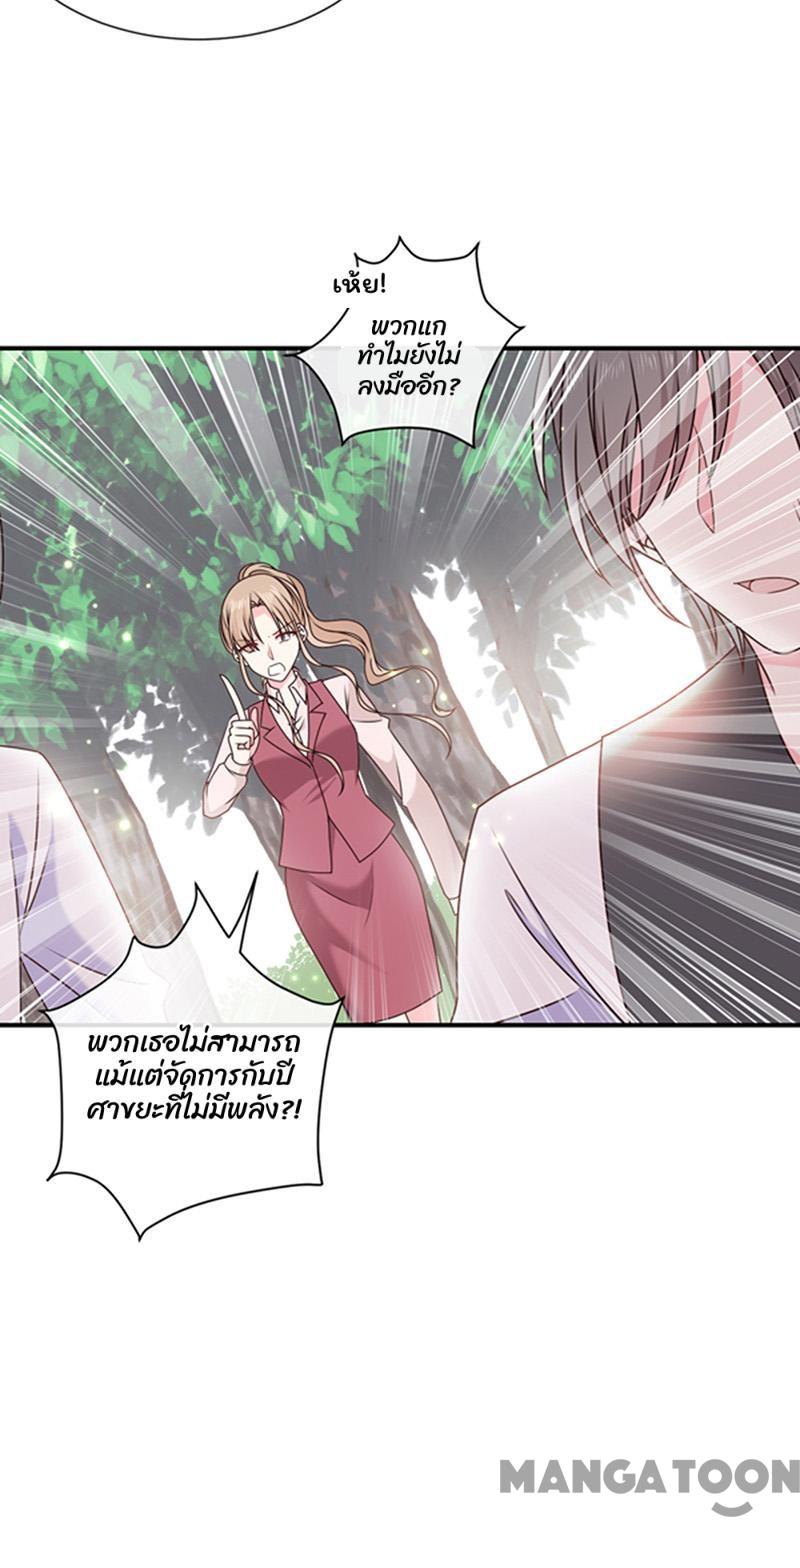 เห้ย!
พวกแก
ทำไมยังไม่
ลงมืออีก?
พวกเธอไม่สามารถ
แม้แต่จัดการกับปี
ศาขยะที่ไม่มีพลัง?!
MANGATOON